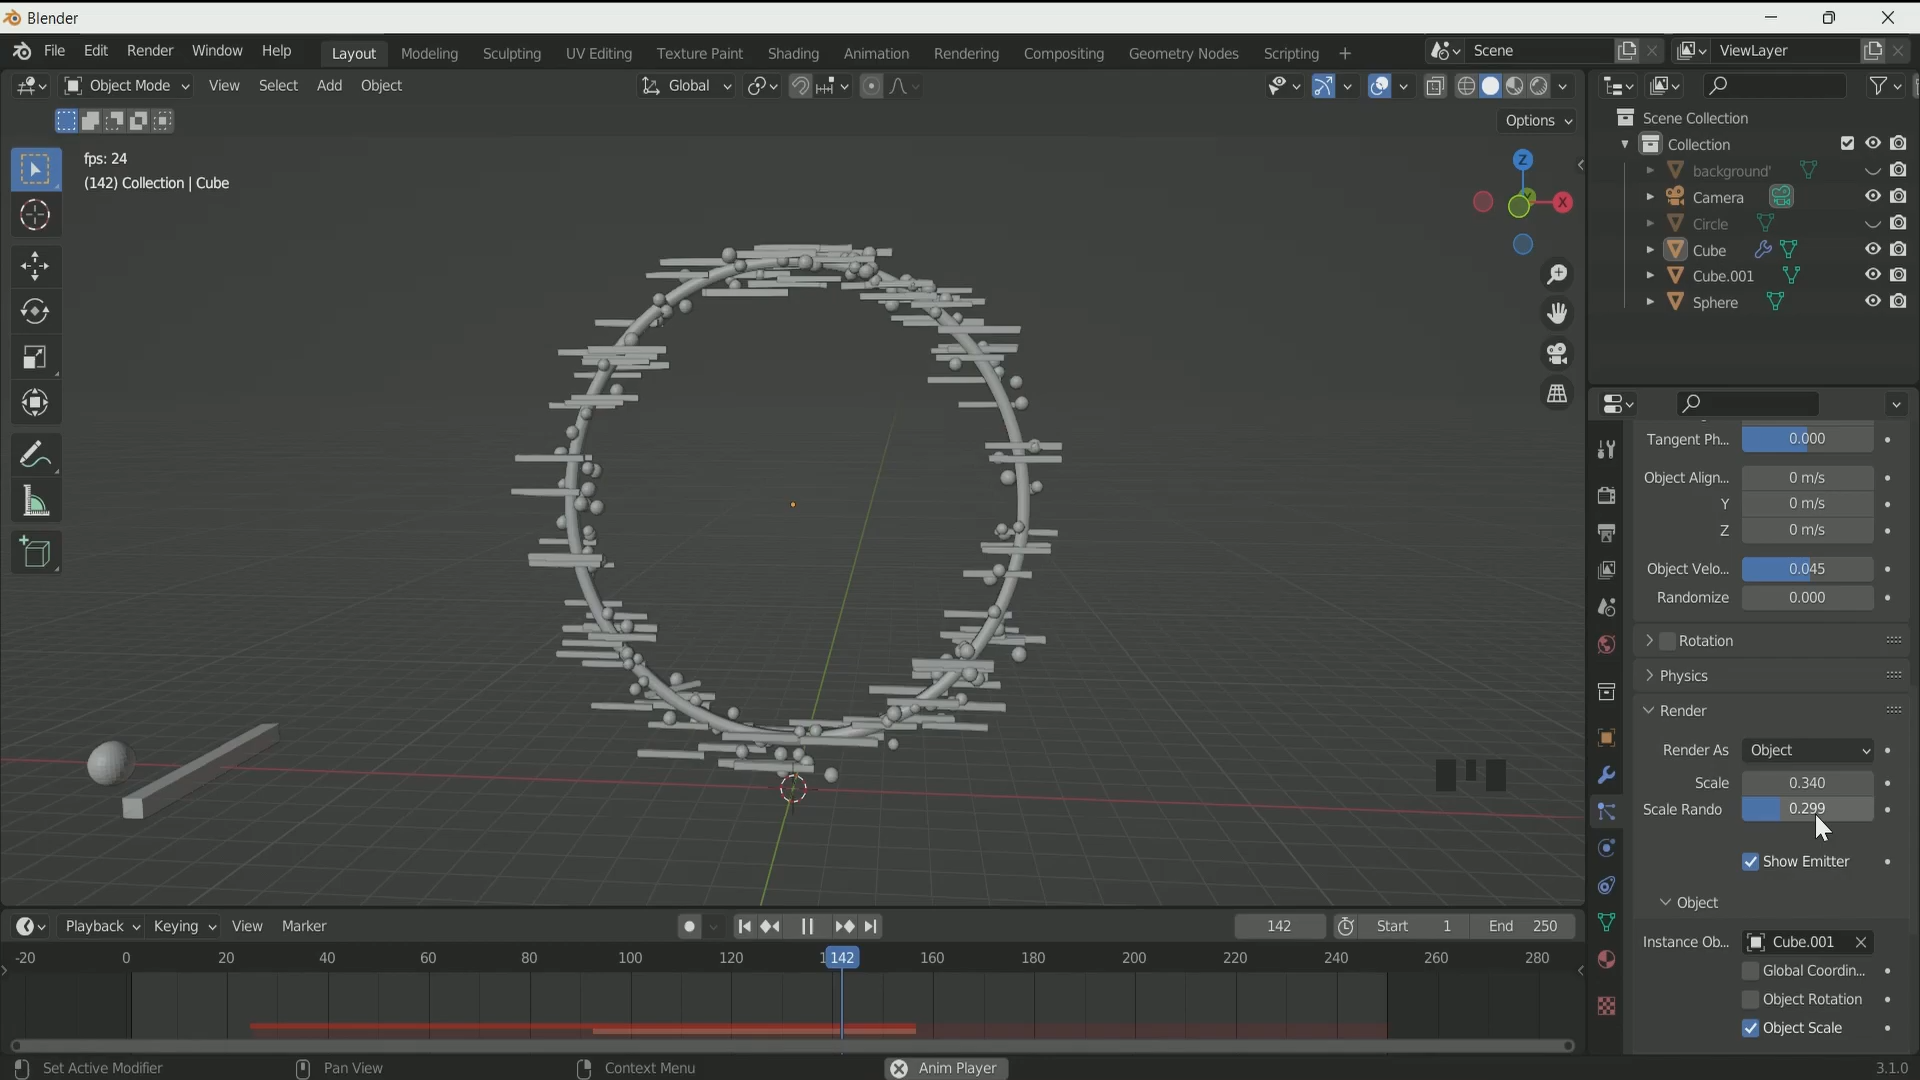 Blender
File Edit Render Window Help Layout Modeling Sculpting UV Editing Texture Paint Shading Animation Rendering Compositing Geometry Nodes Scripting + Scene ViewLayer
Object Mode View Select Add Object Global
Options
fps: 24
(142) Collection | Cube
Z
X
Scene Collection
Collection
background'
Camera
Circle
Cube
Cube.001
Sphere
Tangent Ph... 0.000
Object Align... 0 m/s
Y 0 m/s
Z 0 m/s
Object Velo... 0.045
Randomize 0.000
Rotation
Physics
Render
Render As Object
Scale 0.340
Scale Rando 0.299
Show Emitter
Object
Instance Ob... Cube.001
Global Coordin...
Object Rotation
Object Scale
Playback Keying View Marker 142 Start 1 End 250
-20 0 20 40 60 80 100 120 142 160 180 200 220 240 260 280
Set Active Modifier Pan View Context Menu Anim Player 3.1.0